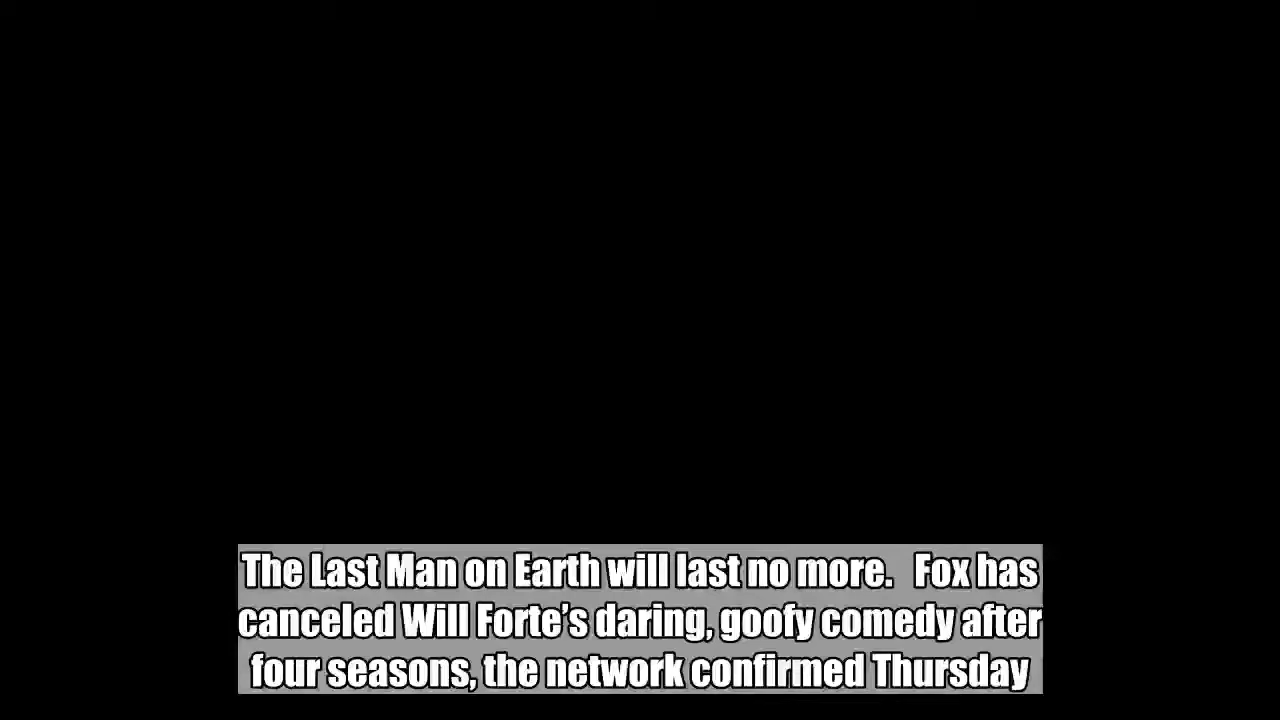 The Last Man on Earth will last no more.   Fox has
canceled Will Forte’s daring, goofy comedy after
four seasons, the network confirmed Thursday